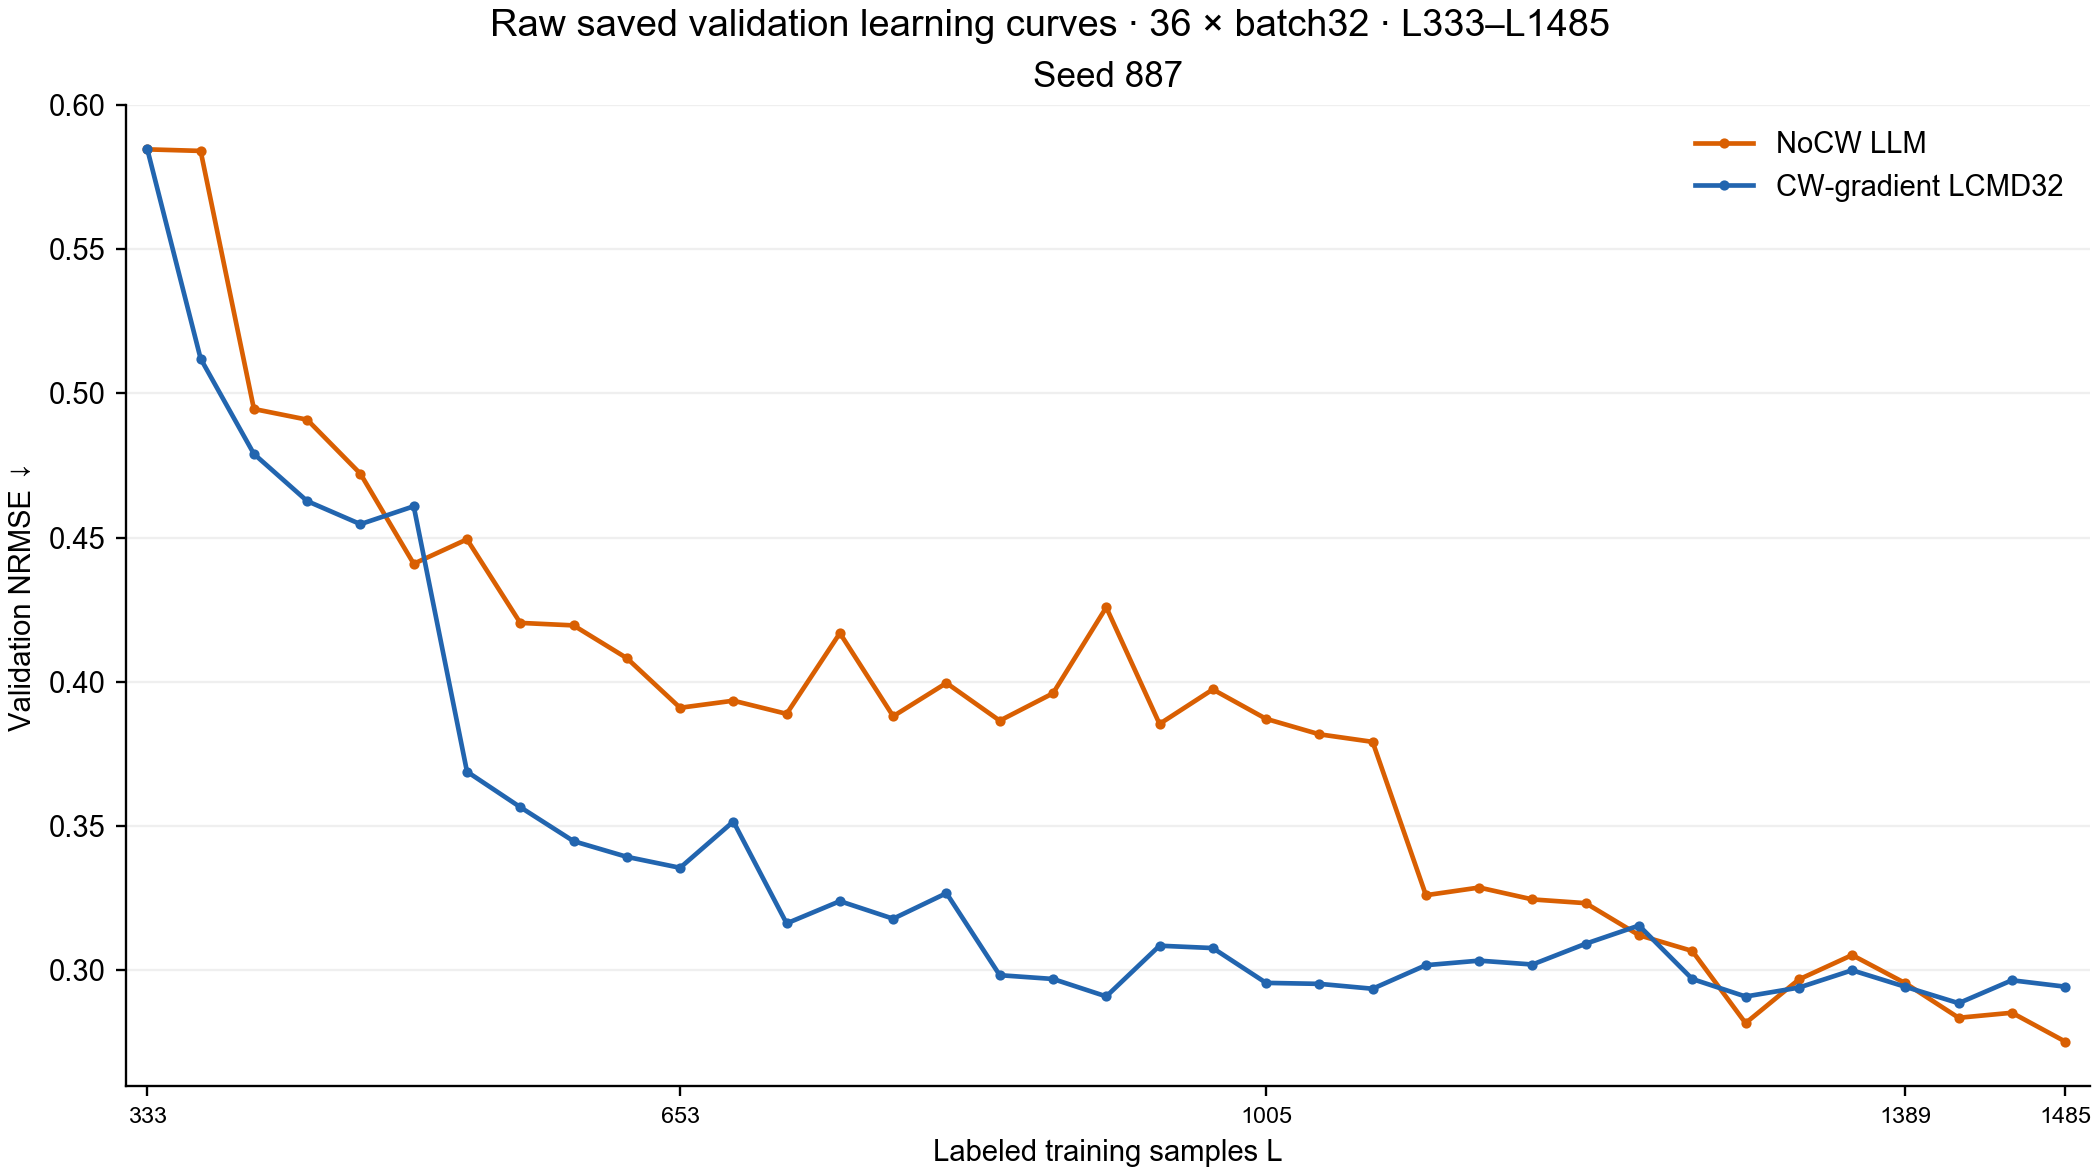 Raw saved validation learning curves · 36 × batch32 · L333–L1485
Seed 887
NoCW LLM
CW-gradient LCMD32
Validation NRMSE ↓
0.60
0.55
0.50
0.45
0.40
0.35
0.30
333
653
1005
1389
1485
Labeled training samples L